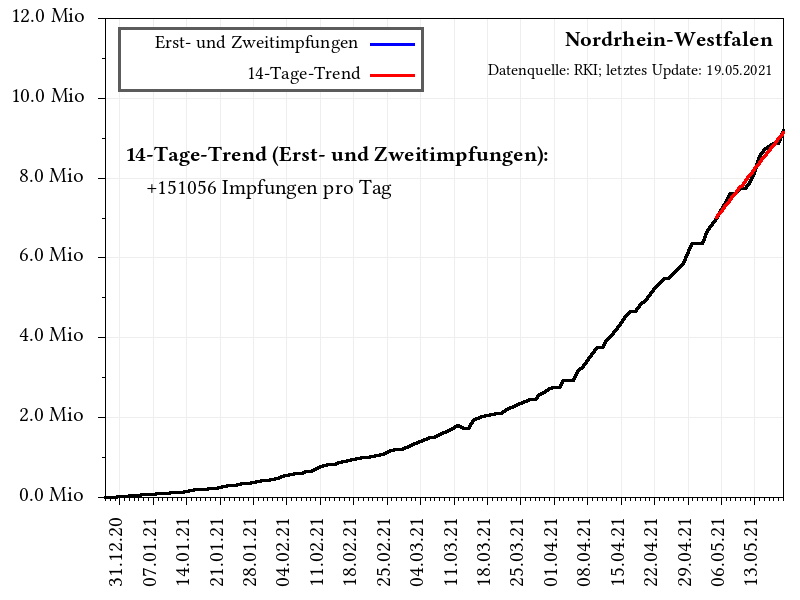 12.0 Mio
10.0 Mio
8.0 Mio
6.0 Mio
4.0 Mio
2.0 Mio
0.0 Mio
Erst- und Zweitimpfungen
14-Tage-Trend
Nordrhein-Westfalen
Datenquelle: RKI; letztes Update: 19.05.2021
14-Tage-Trend (Erst- und Zweitimpfungen):
+151056 Impfungen pro Tag
31.12.20
07.01.21
14.01.21
21.01.21
28.01.21
04.02.21
11.02.21
18.02.21
25.02.21
04.03.21
11.03.21
18.03.21
25.03.21
01.04.21
08.04.21
15.04.21
22.04.21
29.04.21
06.05.21
13.05.21